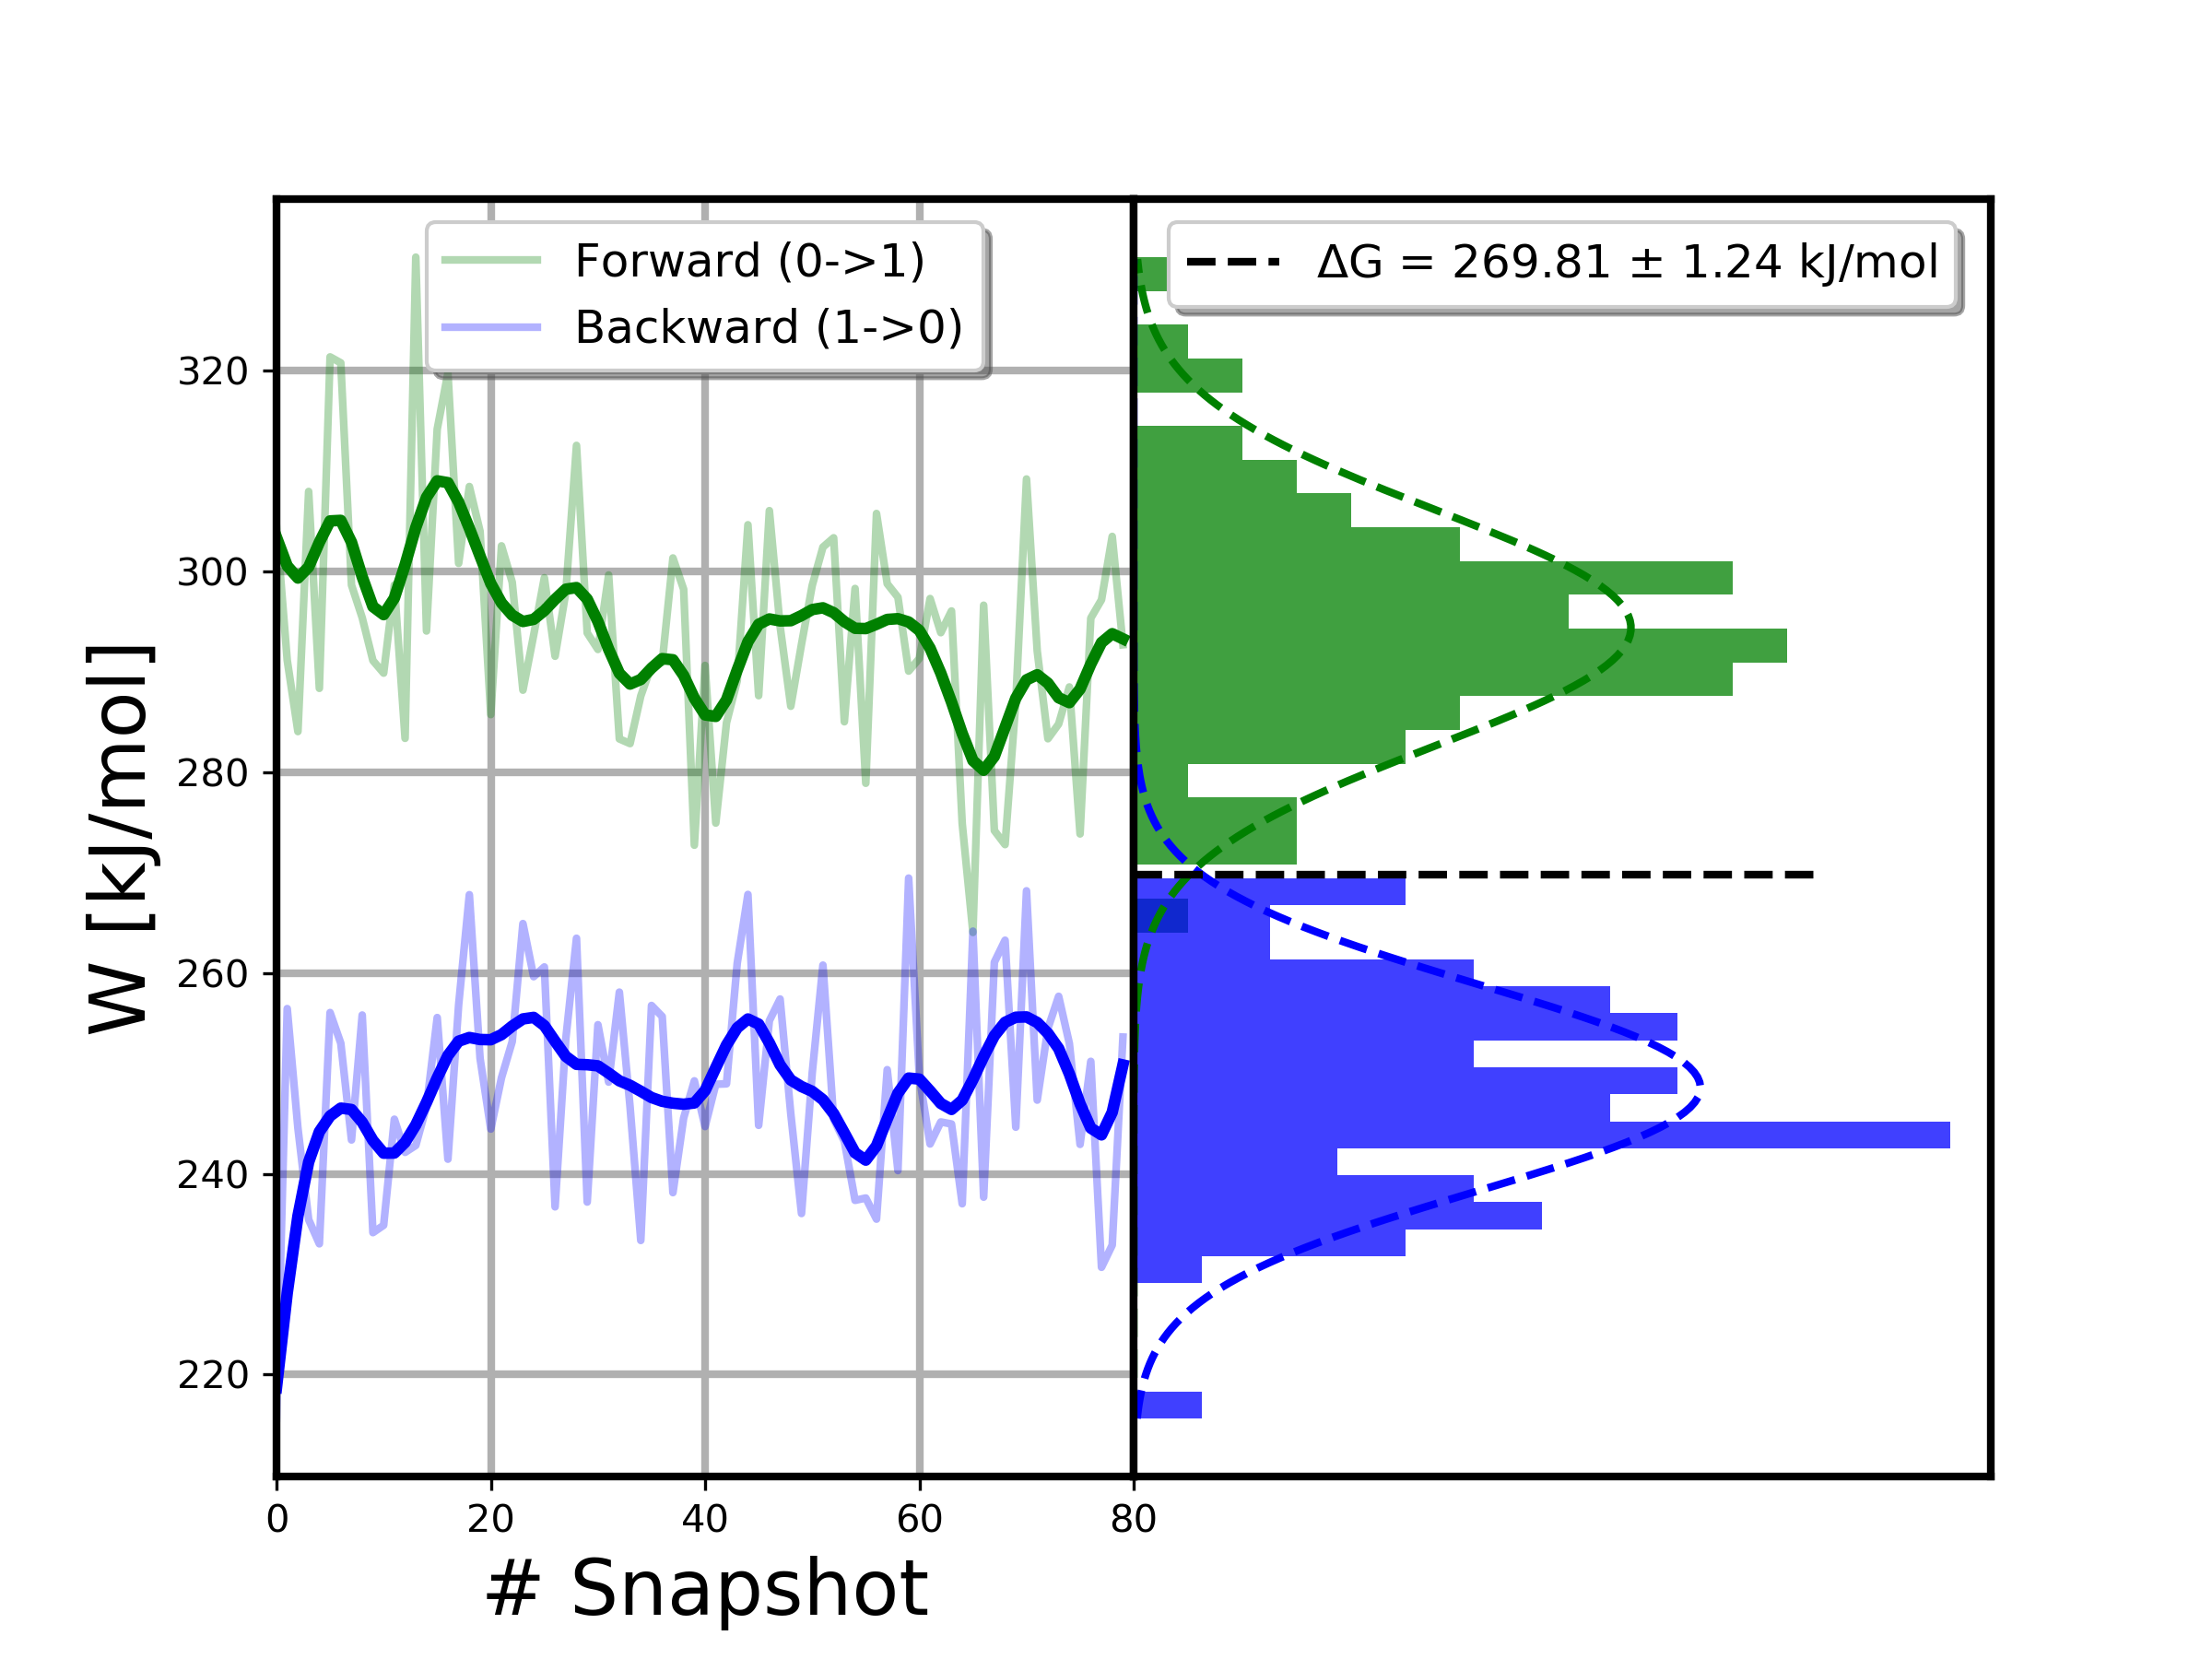 Forward (0->1)
Backward (1->0)
ΔG = 269.81 ± 1.24 kJ/mol
320
300
280
260
240
220
W [kJ/mol]
0 20 40 60 80
# Snapshot